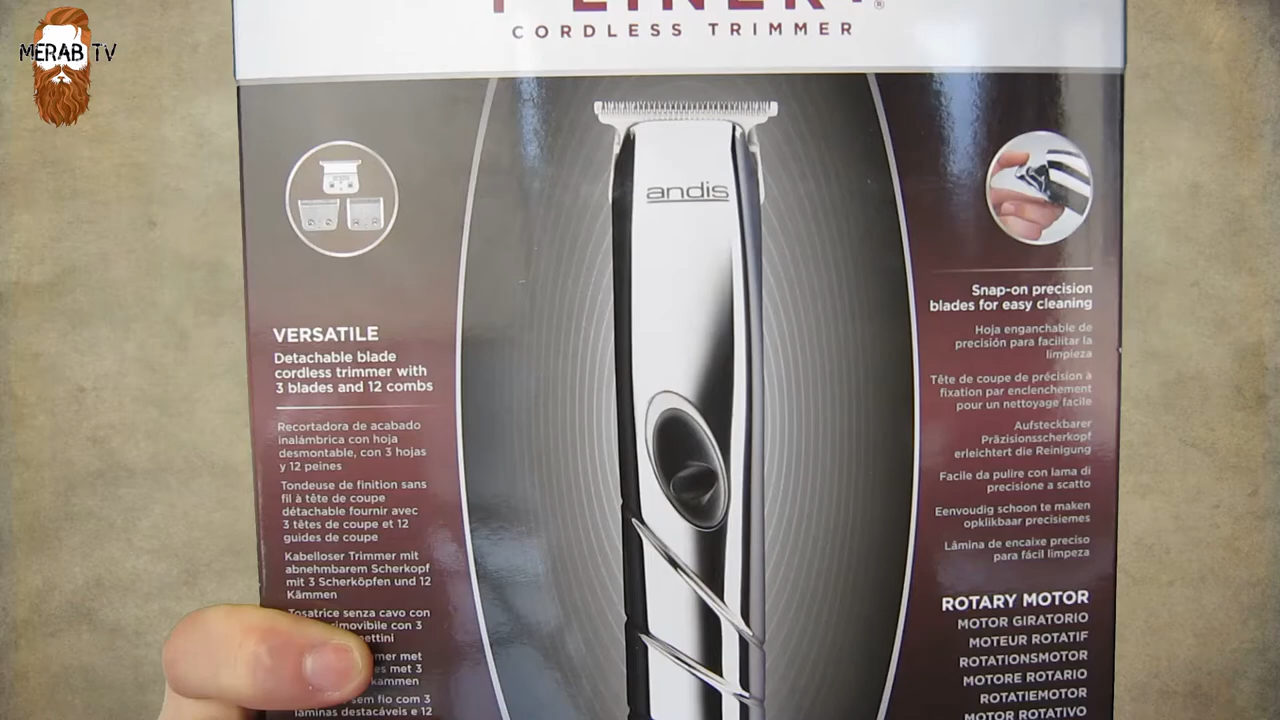 MERAB TV
CORDLESS TRIMMER
andis
VERSATILE
Detachable blade
cordless trimmer with
3 blades and 12 combs
Recortadora de acabado
inalámbrica con hoja
desmontable, con 3 hojas
y 12 peines
Tondeuse de finition sans
fil à tête de coupe
détachable fournir avec
3 têtes de coupe et 12
guides de coupe
Kabelloser Trimmer mit
abnehmbarem Scherkopf
mit 3 Scherköpfen und 12
Kämmen
Tosatrice senza cavo con
con 3
met
met 3
kammen
sem fio com 3
lâminas destacáveis e 12
Snap-on precision
blades for easy cleaning
Hoja enganchable de
precisión para facilitar la
limpieza
Tête de coupe de précision à
fixation par enclenchement
pour un nettoyage facile
Aufsteckbarer
Präzisionsscherkopf
erleichtert die Reinigung
Facile da pulire con lama di
precisione a scatto
Eenvoudig schoon te maken
opklikbaar precisiemes
Lâmina de encaixe preciso
para fácil limpeza
ROTARY MOTOR
MOTOR GIRATORIO
MOTEUR ROTATIF
ROTATIONSMOTOR
MOTORE ROTARIO
ROTATIEMOTOR
MOTOR ROTATIVO